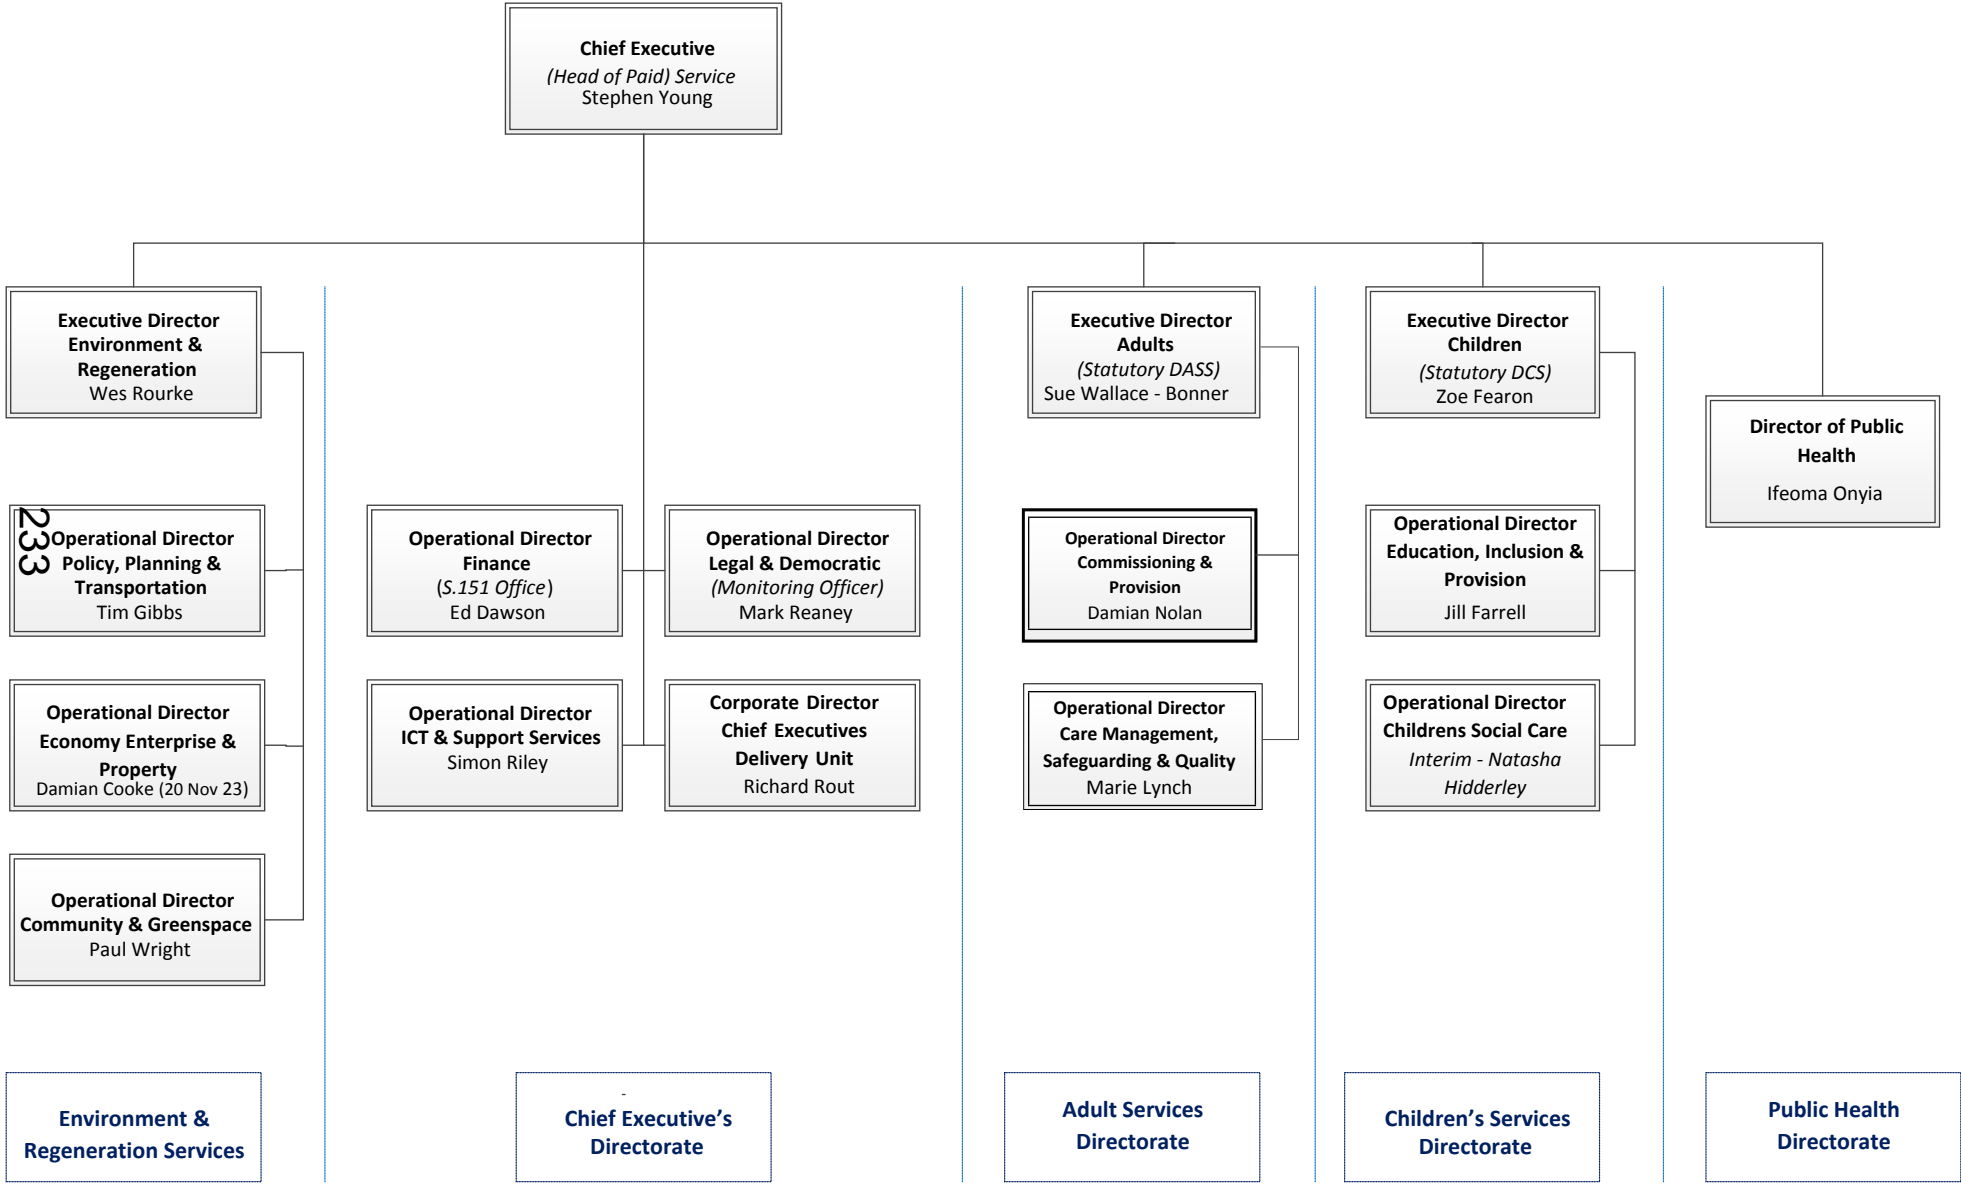 Chief Executive
(Head of Paid) Service
Stephen Young
Executive Director
Environment &
Regeneration
Wes Rourke
Executive Director
Adults
(Statutory DASS)
Sue Wallace - Bonner
Executive Director
Children
(Statutory DCS)
Zoe Fearon
Director of Public
Health
Ifeoma Onyia
233
Operational Director
Policy, Planning &
Transportation
Tim Gibbs
Operational Director
Finance
(S.151 Office)
Ed Dawson
Operational Director
Legal & Democratic
(Monitoring Officer)
Mark Reaney
Operational Director
Commissioning &
Provision
Damian Nolan
Operational Director
Education, Inclusion &
Provision
Jill Farrell
Operational Director
Economy Enterprise &
Property
Damian Cooke (20 Nov 23)
Operational Director
ICT & Support Services
Simon Riley
Corporate Director
Chief Executives
Delivery Unit
Richard Rout
Operational Director
Care Management,
Safeguarding & Quality
Marie Lynch
Operational Director
Childrens Social Care
Interim - Natasha
Hidderley
Operational Director
Community & Greenspace
Paul Wright
Environment &
Regeneration Services
-
Chief Executive’s
Directorate
Adult Services
Directorate
Children’s Services
Directorate
Public Health
Directorate